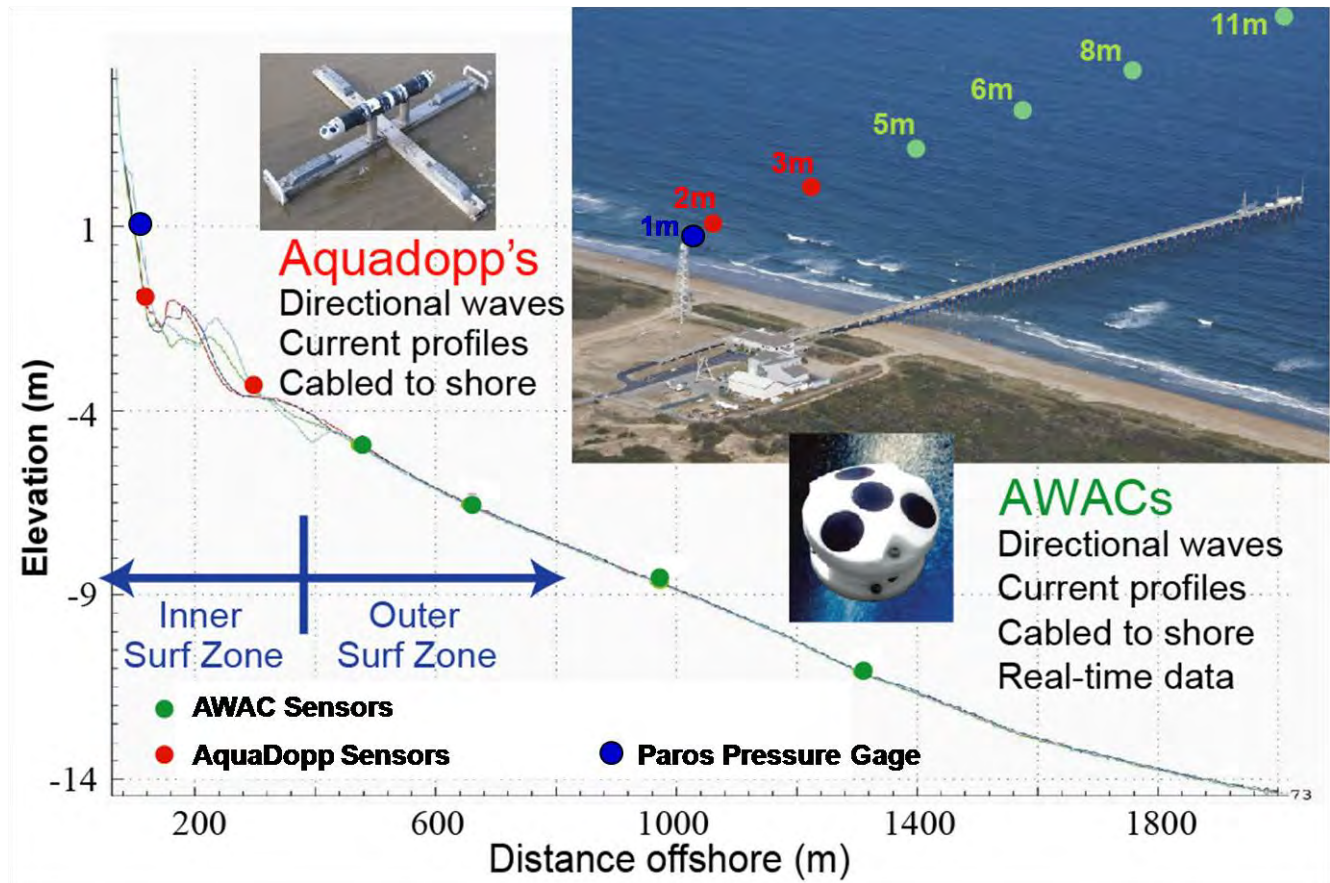 11m
8m
6m
5m
3m
2m
1m
1
-4
-9
-14
Elevation (m)
Aquadopp's
Directional waves
Current profiles
Cabled to shore
AWACs
Directional waves
Current profiles
Cabled to shore
Real-time data
Inner
Surf Zone
Outer
Surf Zone
AWAC Sensors
AquaDopp Sensors
Paros Pressure Gage
73
200 600 1000 1400 1800
Distance offshore (m)